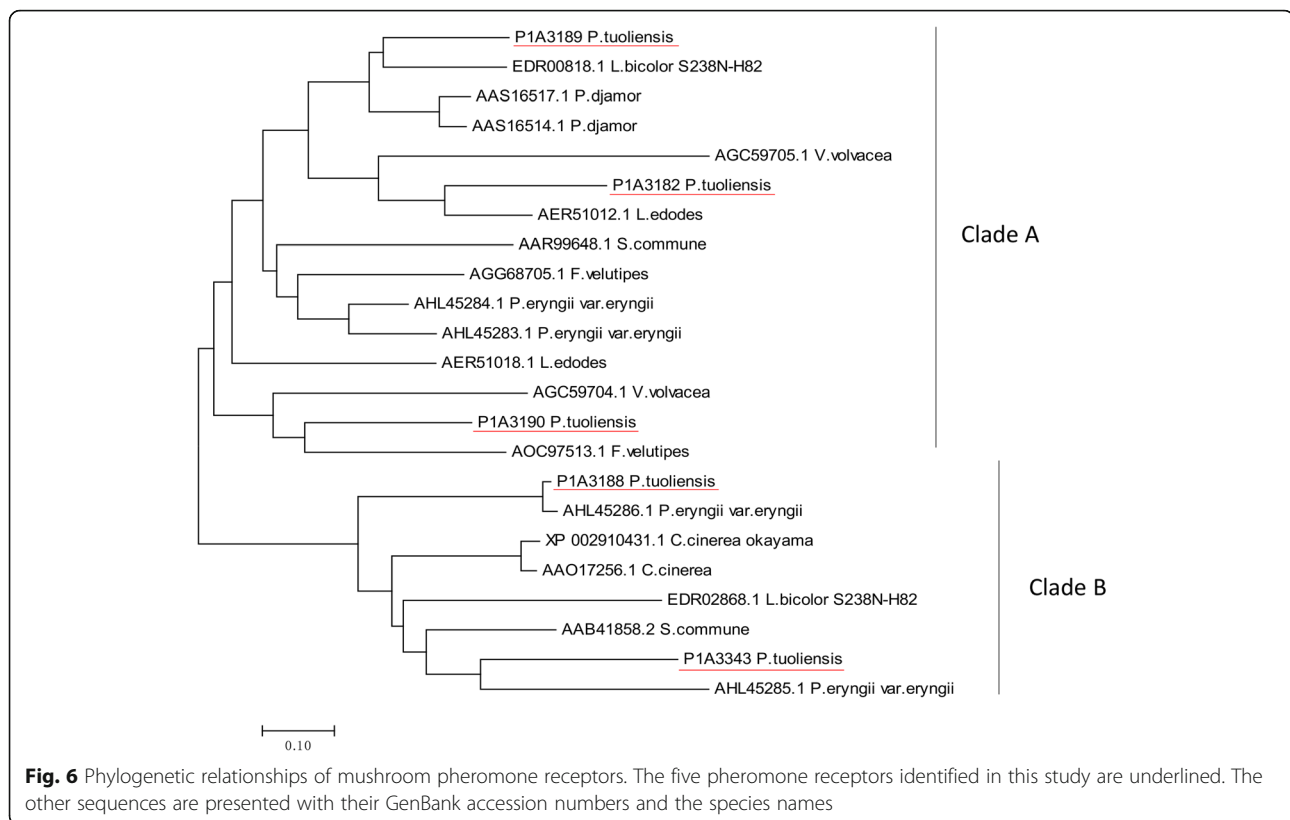 P1A3189 P.tuoliensis
EDR00818.1 L.bicolor S238N-H82
AAS16517.1 P.djamor
AAS16514.1 P.djamor
AGC59705.1 V.volvacea
P1A3182 P.tuoliensis
AER51012.1 L.edodes
Clade A
AAR99648.1 S.commune
AGG68705.1 F.velutipes
AHL45284.1 P.eryngii var.eryngii
AHL45283.1 P.eryngii var.eryngii
AER51018.1 L.edodes
AGC59704.1 V.volvacea
P1A3190 P.tuoliensis
AOC97513.1 F.velutipes
P1A3188 P.tuoliensis
AHL45286.1 P.eryngii var.eryngii
XP 002910431.1 C.cinerea okayama
AAO17256.1 C.cinerea
Clade B
EDR02868.1 L.bicolor S238N-H82
AAB41858.2 S.commune
P1A3343 P.tuoliensis
AHL45285.1 P.eryngii var.eryngii
0.10
Fig. 6 Phylogenetic relationships of mushroom pheromone receptors. The five pheromone receptors identified in this study are underlined. The
other sequences are presented with their GenBank accession numbers and the species names